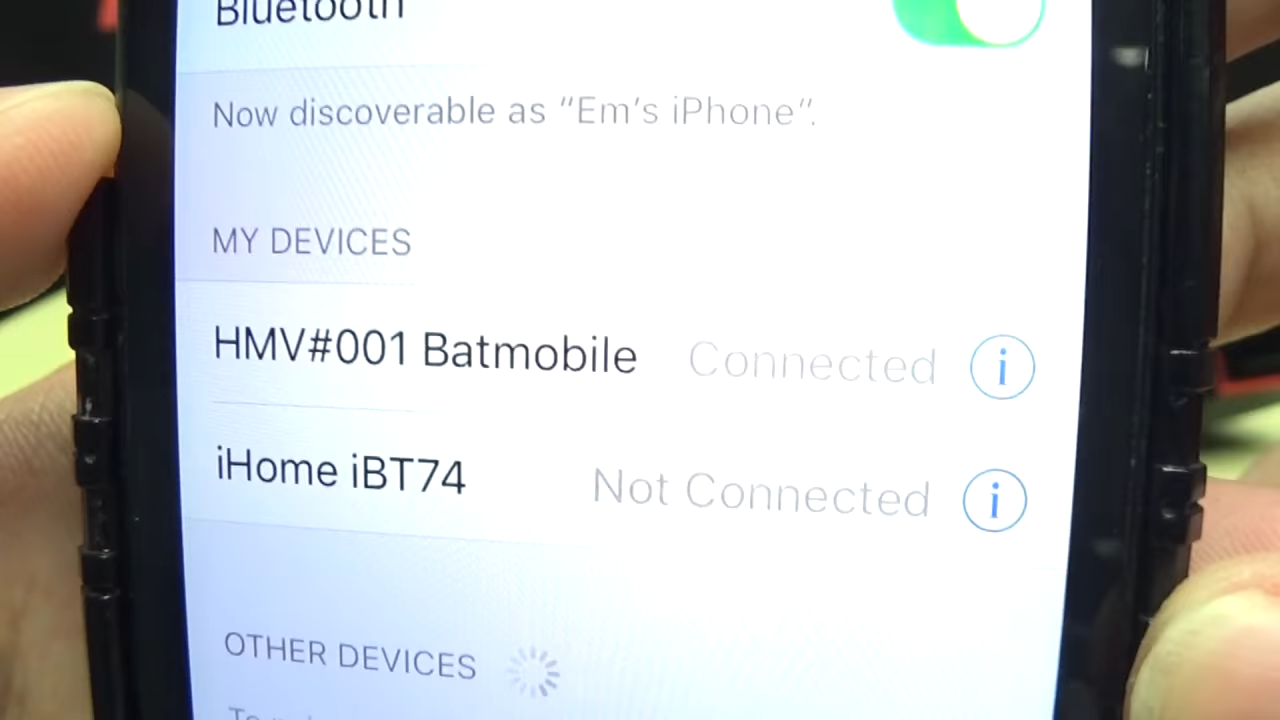 Bluetooth
Now discoverable as “Em’s iPhone”.
MY DEVICES
HMV#001 Batmobile Connected i
iHome iBT74 Not Connected i
OTHER DEVICES